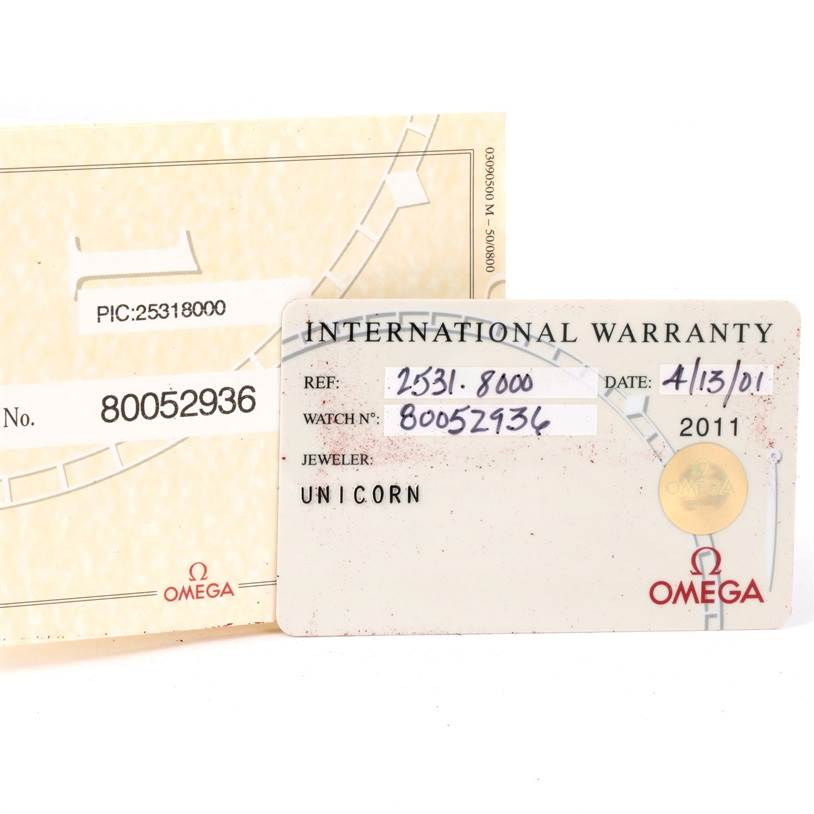 03090500 M – 50/0800
1
PIC:25318000
No. 80052936
Ω
OMEGA
INTERNATIONAL WARRANTY
REF: 2531.8000 DATE: 4/13/01
WATCH N°: 80052936
2011
JEWELER:
UNICORN
OMEGA
Ω
OMEGA